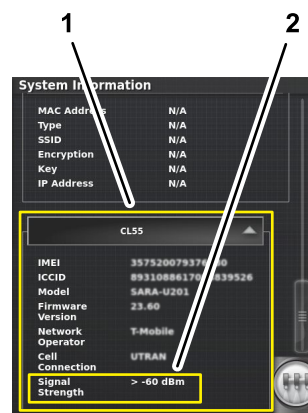 1
2
System Information
MAC Address N/A
Type N/A
SSID N/A
Encryption N/A
Key N/A
IP Address N/A
CL55
IMEI
ICCID
Model SARA-U201
Firmware 23.60
Version
Network T-Mobile
Operator
Cell UTRAN
Connection
Signal > -60 dBm
Strength